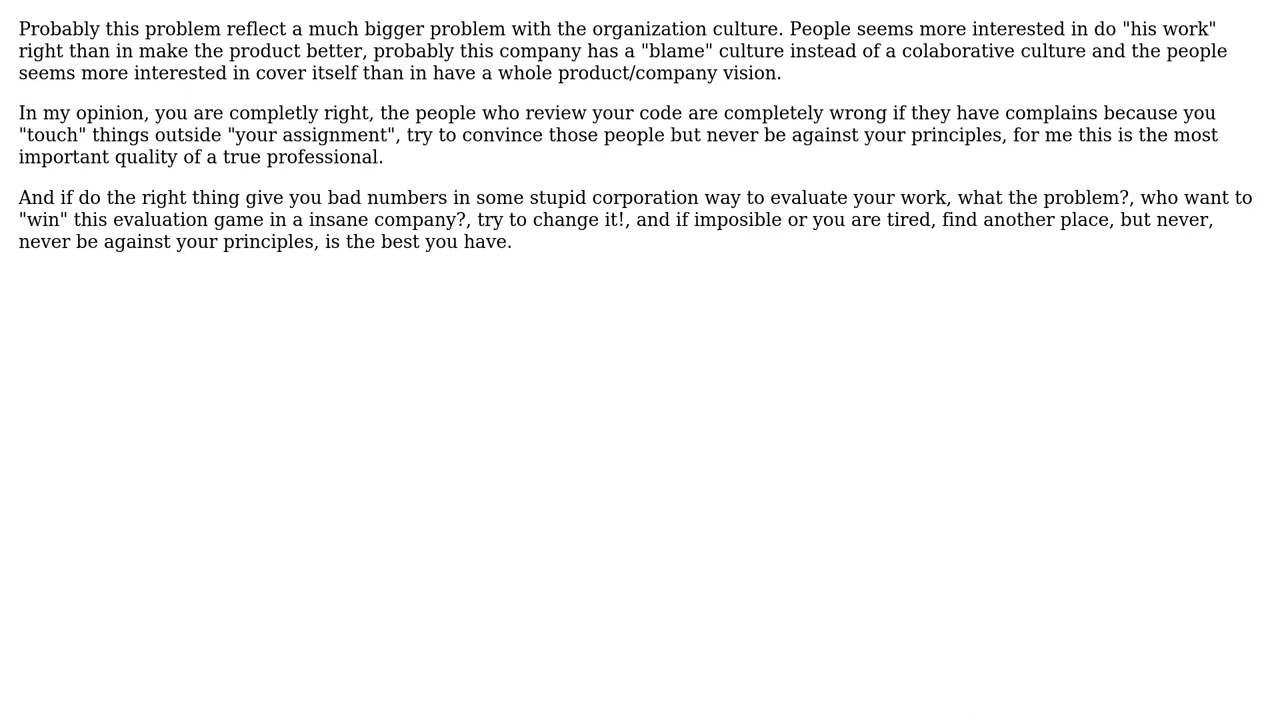 Probably this problem reflect a much bigger problem with the organization culture. People seems more interested in do "his work"
right than in make the product better, probably this company has a "blame" culture instead of a colaborative culture and the people
seems more interested in cover itself than in have a whole product/company vision.
In my opinion, you are completly right, the people who review your code are completely wrong if they have complains because you
"touch" things outside "your assignment", try to convince those people but never be against your principles, for me this is the most
important quality of a true professional.
And if do the right thing give you bad numbers in some stupid corporation way to evaluate your work, what the problem?, who want to
"win" this evaluation game in a insane company?, try to change it!, and if imposible or you are tired, find another place, but never,
never be against your principles, is the best you have.